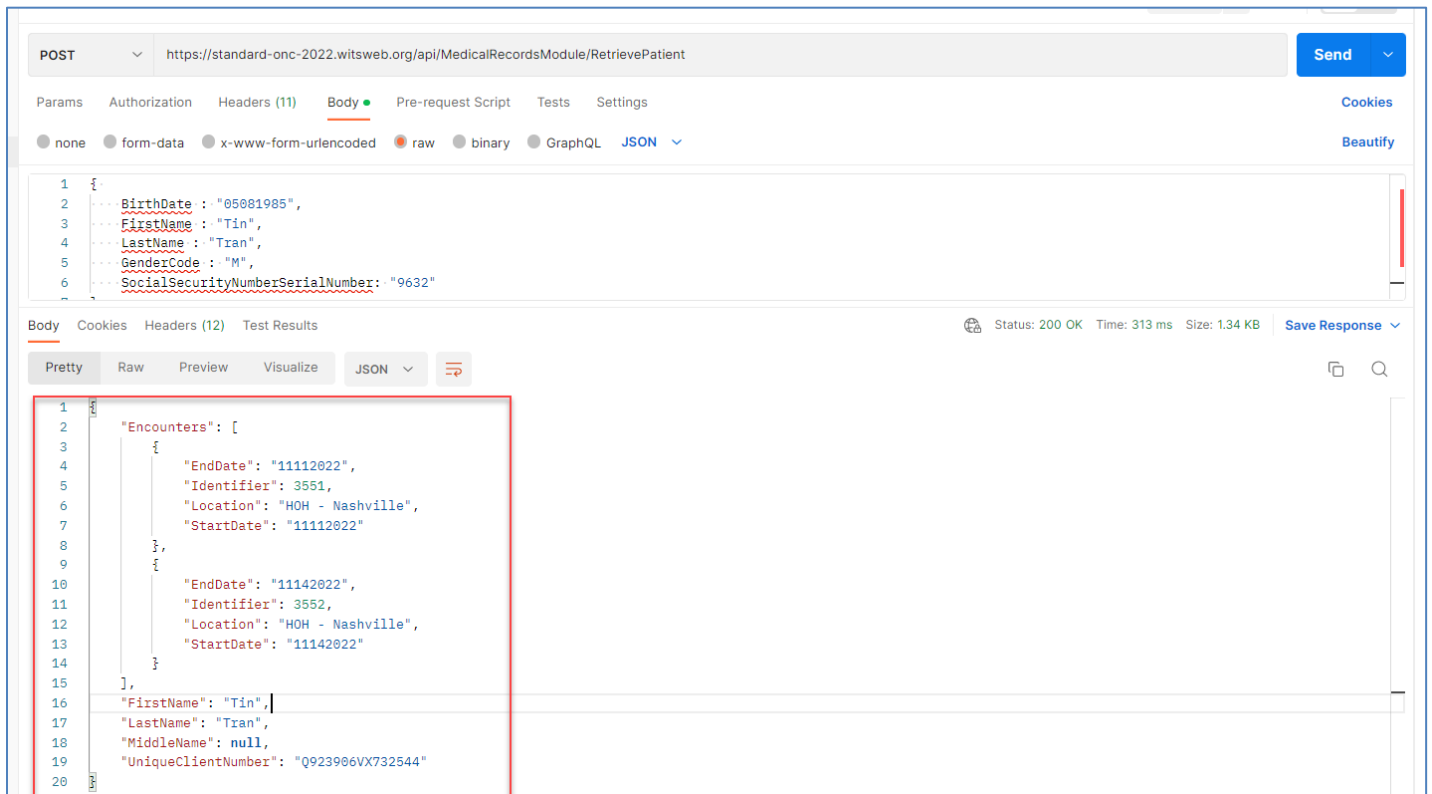 POST https://standard-onc-2022.witsweb.org/api/MedicalRecordsModule/RetrievePatient Send
Params Authorization Headers (11) Body Pre-request Script Tests Settings Cookies
none form-data x-www-form-urlencoded raw binary GraphQL JSON Beautify
1 {
2 BirthDate : "05081985",
3 FirstName : "Tin",
4 LastName : "Tran",
5 GenderCode : "M",
6 SocialSecurityNumberSerialNumber: "9632"
Body Cookies Headers (12) Test Results Status: 200 OK Time: 313 ms Size: 1.34 KB Save Response
Pretty Raw Preview Visualize JSON
1 {
2 "Encounters": [
3 {
4 "EndDate": "11112022",
5 "Identifier": 3551,
6 "Location": "HOH - Nashville",
7 "StartDate": "11112022"
8 },
9 {
10 "EndDate": "11142022",
11 "Identifier": 3552,
12 "Location": "HOH - Nashville",
13 "StartDate": "11142022"
14 }
15 ],
16 "FirstName": "Tin",
17 "LastName": "Tran",
18 "MiddleName": null,
19 "UniqueClientNumber": "Q923906VX732544"
20 }